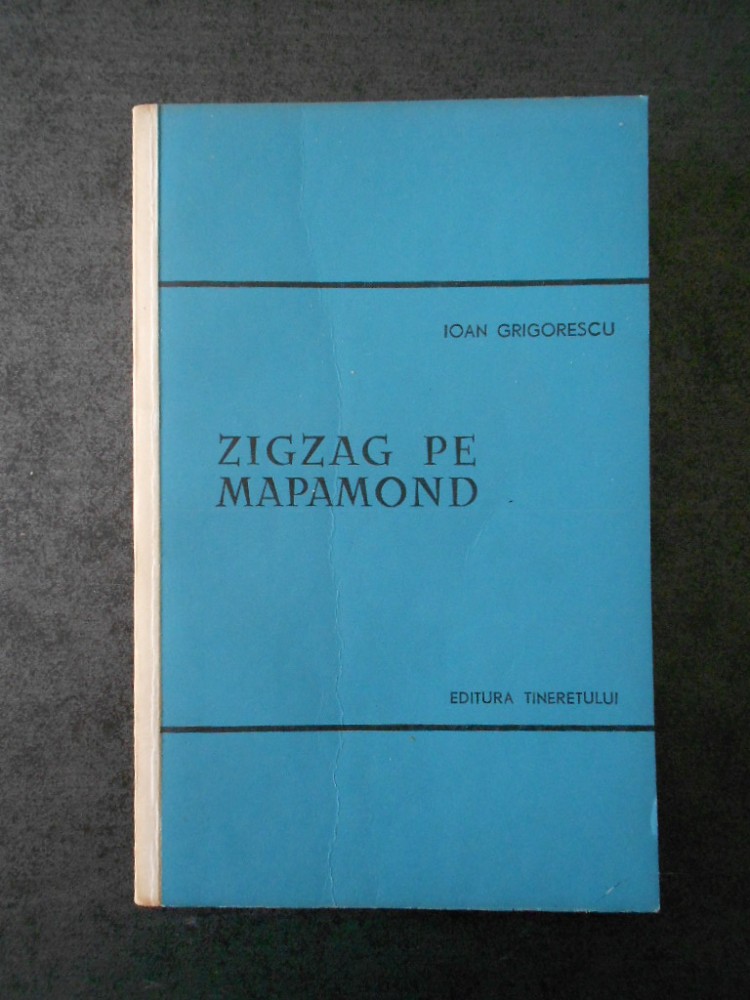 IOAN GRIGORESCU
ZIGZAG PE
MAPAMOND
EDITURA TINERETULUI